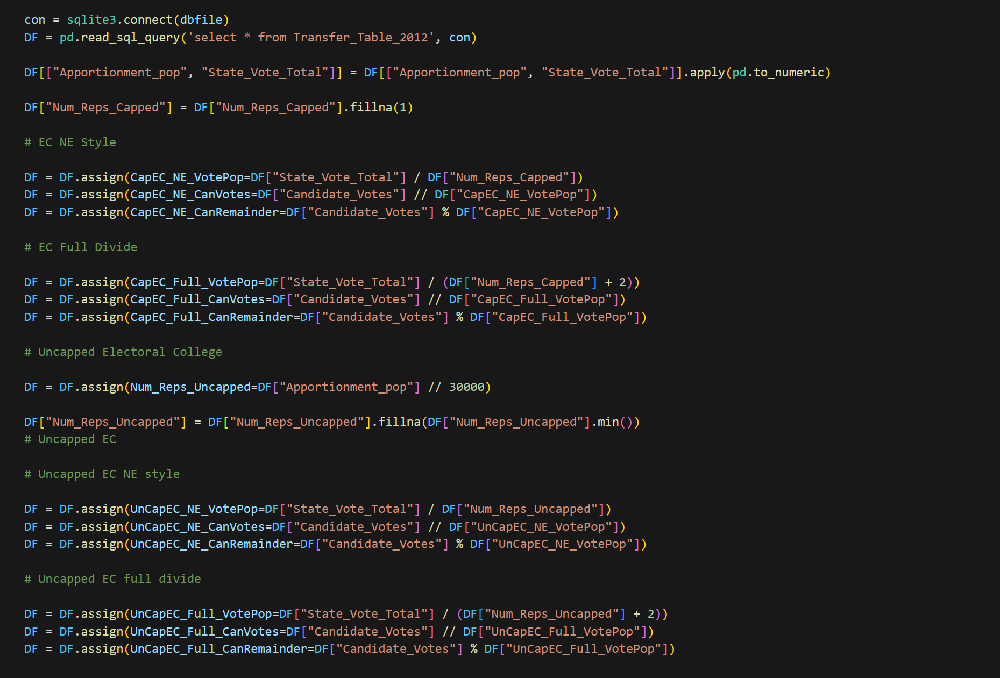 con = sqlite3.connect(dbfile)
DF = pd.read_sql_query('select * from Transfer_Table_2012', con)
DF[["Apportionment_pop", "State_Vote_Total"]] = DF[["Apportionment_pop", "State_Vote_Total"]].apply(pd.to_numeric)
DF["Num_Reps_Capped"] = DF["Num_Reps_Capped"].fillna(1)
# EC NE Style
DF = DF.assign(CapEC_NE_VotePop=DF["State_Vote_Total"] / DF["Num_Reps_Capped"])
DF = DF.assign(CapEC_NE_CanVotes=DF["Candidate_Votes"] // DF["CapEC_NE_VotePop"])
DF = DF.assign(CapEC_NE_CanRemainder=DF["Candidate_Votes"] % DF["CapEC_NE_VotePop"])
# EC Full Divide
DF = DF.assign(CapEC_Full_VotePop=DF["State_Vote_Total"] / (DF["Num_Reps_Capped"] + 2))
DF = DF.assign(CapEC_Full_CanVotes=DF["Candidate_Votes"] // DF["CapEC_Full_VotePop"])
DF = DF.assign(CapEC_Full_CanRemainder=DF["Candidate_Votes"] % DF["CapEC_Full_VotePop"])
# Uncapped Electoral College
DF = DF.assign(Num_Reps_Uncapped=DF["Apportionment_pop"] // 30000)
DF["Num_Reps_Uncapped"] = DF["Num_Reps_Uncapped"].fillna(DF["Num_Reps_Uncapped"].min())
# Uncapped EC
# Uncapped EC NE style
DF = DF.assign(UnCapEC_NE_VotePop=DF["State_Vote_Total"] / DF["Num_Reps_Uncapped"])
DF = DF.assign(UnCapEC_NE_CanVotes=DF["Candidate_Votes"] // DF["UnCapEC_NE_VotePop"])
DF = DF.assign(UnCapEC_NE_CanRemainder=DF["Candidate_Votes"] % DF["UnCapEC_NE_VotePop"])
# Uncapped EC full divide
DF = DF.assign(UnCapEC_Full_VotePop=DF["State_Vote_Total"] / (DF["Num_Reps_Uncapped"] + 2))
DF = DF.assign(UnCapEC_Full_CanVotes=DF["Candidate_Votes"] // DF["UnCapEC_Full_VotePop"])
DF = DF.assign(UnCapEC_Full_CanRemainder=DF["Candidate_Votes"] % DF["UnCapEC_Full_VotePop"])